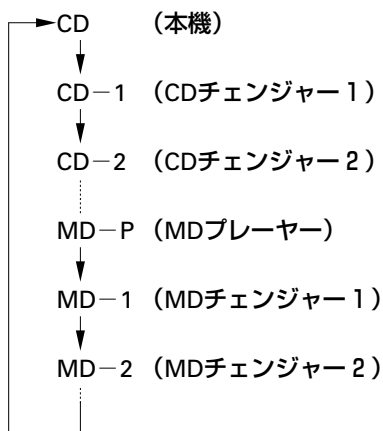 CD （本機）
CD－1 （CDチェンジャー1）
CD－2 （CDチェンジャー2）
MD－P （MDプレーヤー）
MD－1 （MDチェンジャー1）
MD－2 （MDチェンジャー2）